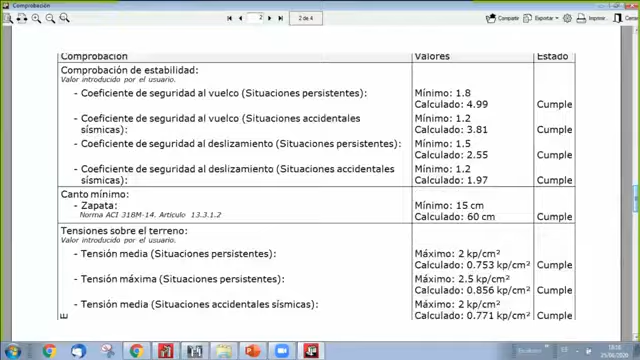 Comprobación
2
2 de 4
Compartir
Exportar
Imprimir
Cerrar
Comprobación Valores Estado
Comprobación de estabilidad:
Valor introducido por el usuario.
- Coeficiente de seguridad al vuelco (Situaciones persistentes): Mínimo: 1.8
Calculado: 4.99 Cumple
- Coeficiente de seguridad al vuelco (Situaciones accidentales Mínimo: 1.2
sísmicas): Calculado: 3.81 Cumple
- Coeficiente de seguridad al deslizamiento (Situaciones persistentes): Mínimo: 1.5
Calculado: 2.55 Cumple
- Coeficiente de seguridad al deslizamiento (Situaciones accidentales Mínimo: 1.2
sísmicas): Calculado: 1.97 Cumple
Canto mínimo:
- Zapata: Mínimo: 15 cm
Norma ACI 318M-14. Artículo 13.3.1.2 Calculado: 60 cm Cumple
Tensiones sobre el terreno:
Valor introducido por el usuario.
- Tensión media (Situaciones persistentes): Máximo: 2 kp/cm²
Calculado: 0.753 kp/cm² Cumple
- Tensión máxima (Situaciones persistentes): Máximo: 2.5 kp/cm²
Calculado: 0.856 kp/cm² Cumple
- Tensión media (Situaciones accidentales sísmicas): Máximo: 2 kp/cm²
Calculado: 0.771 kp/cm² Cumple
Escritorio
ES
25/06/2020